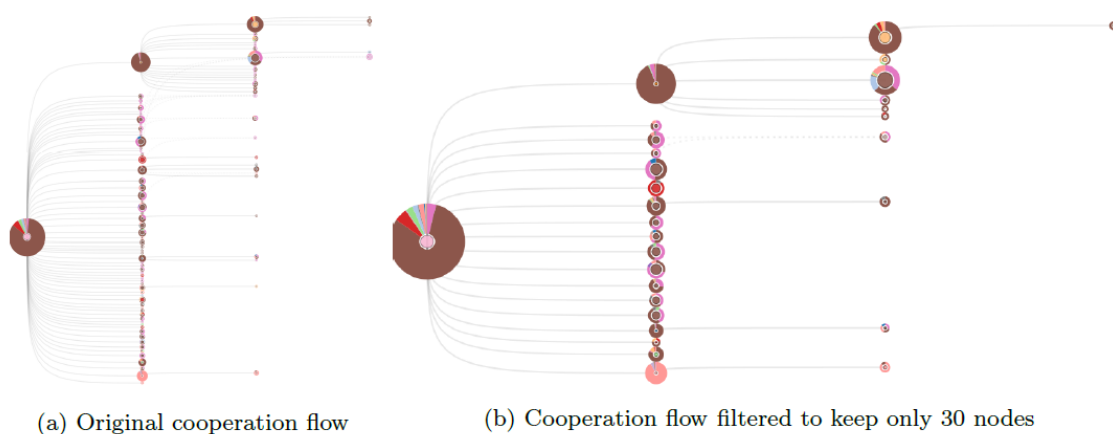 (a) Original cooperation flow
(b) Cooperation flow filtered to keep only 30 nodes